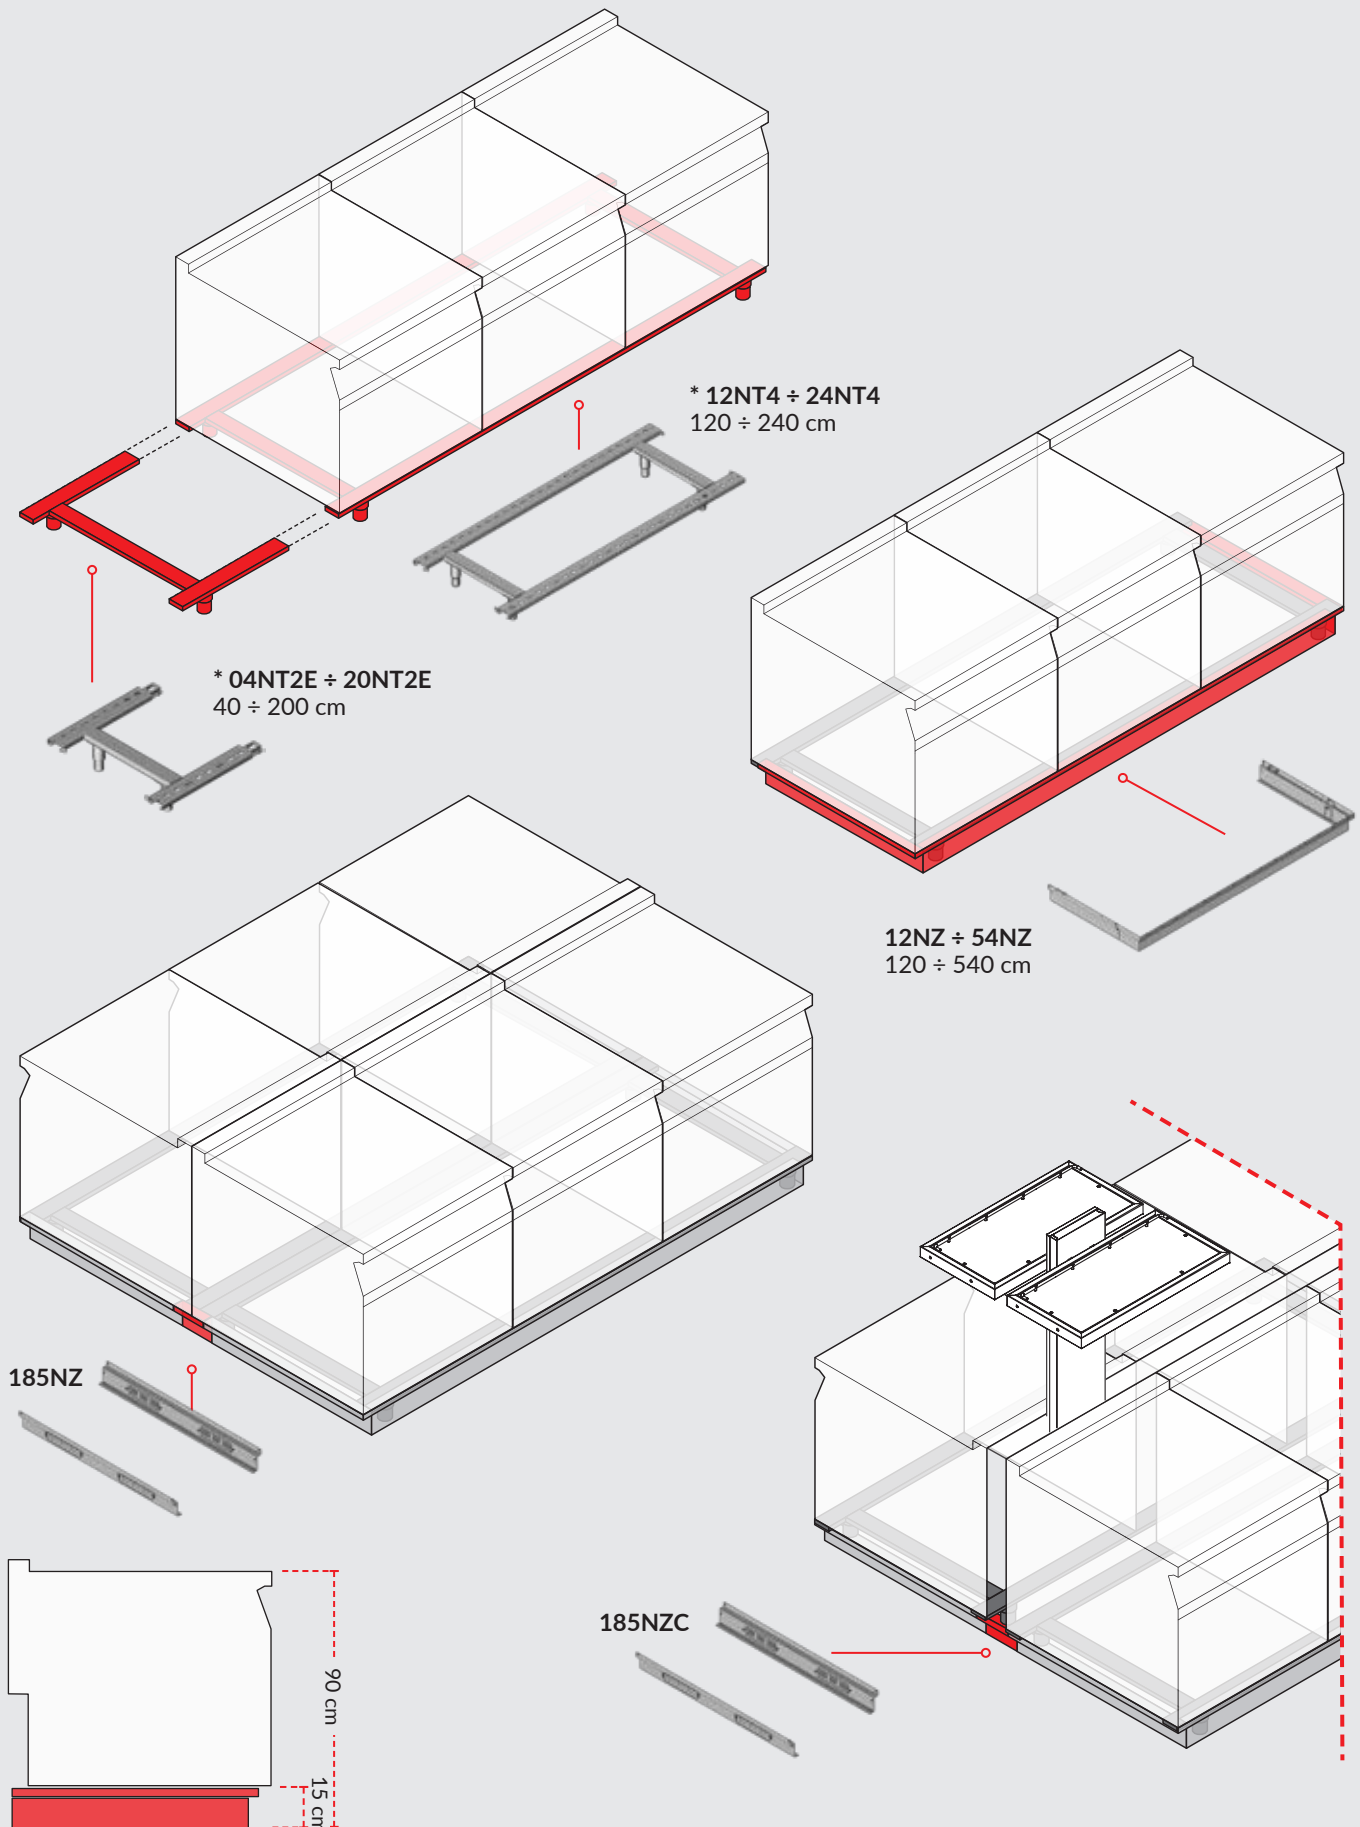 * 12NT4 ÷ 24NT4
120 ÷ 240 cm
* 04NT2E ÷ 20NT2E
40 ÷ 200 cm
12NZ ÷ 54NZ
120 ÷ 540 cm
185NZ
185NZC
90 cm
15 cm